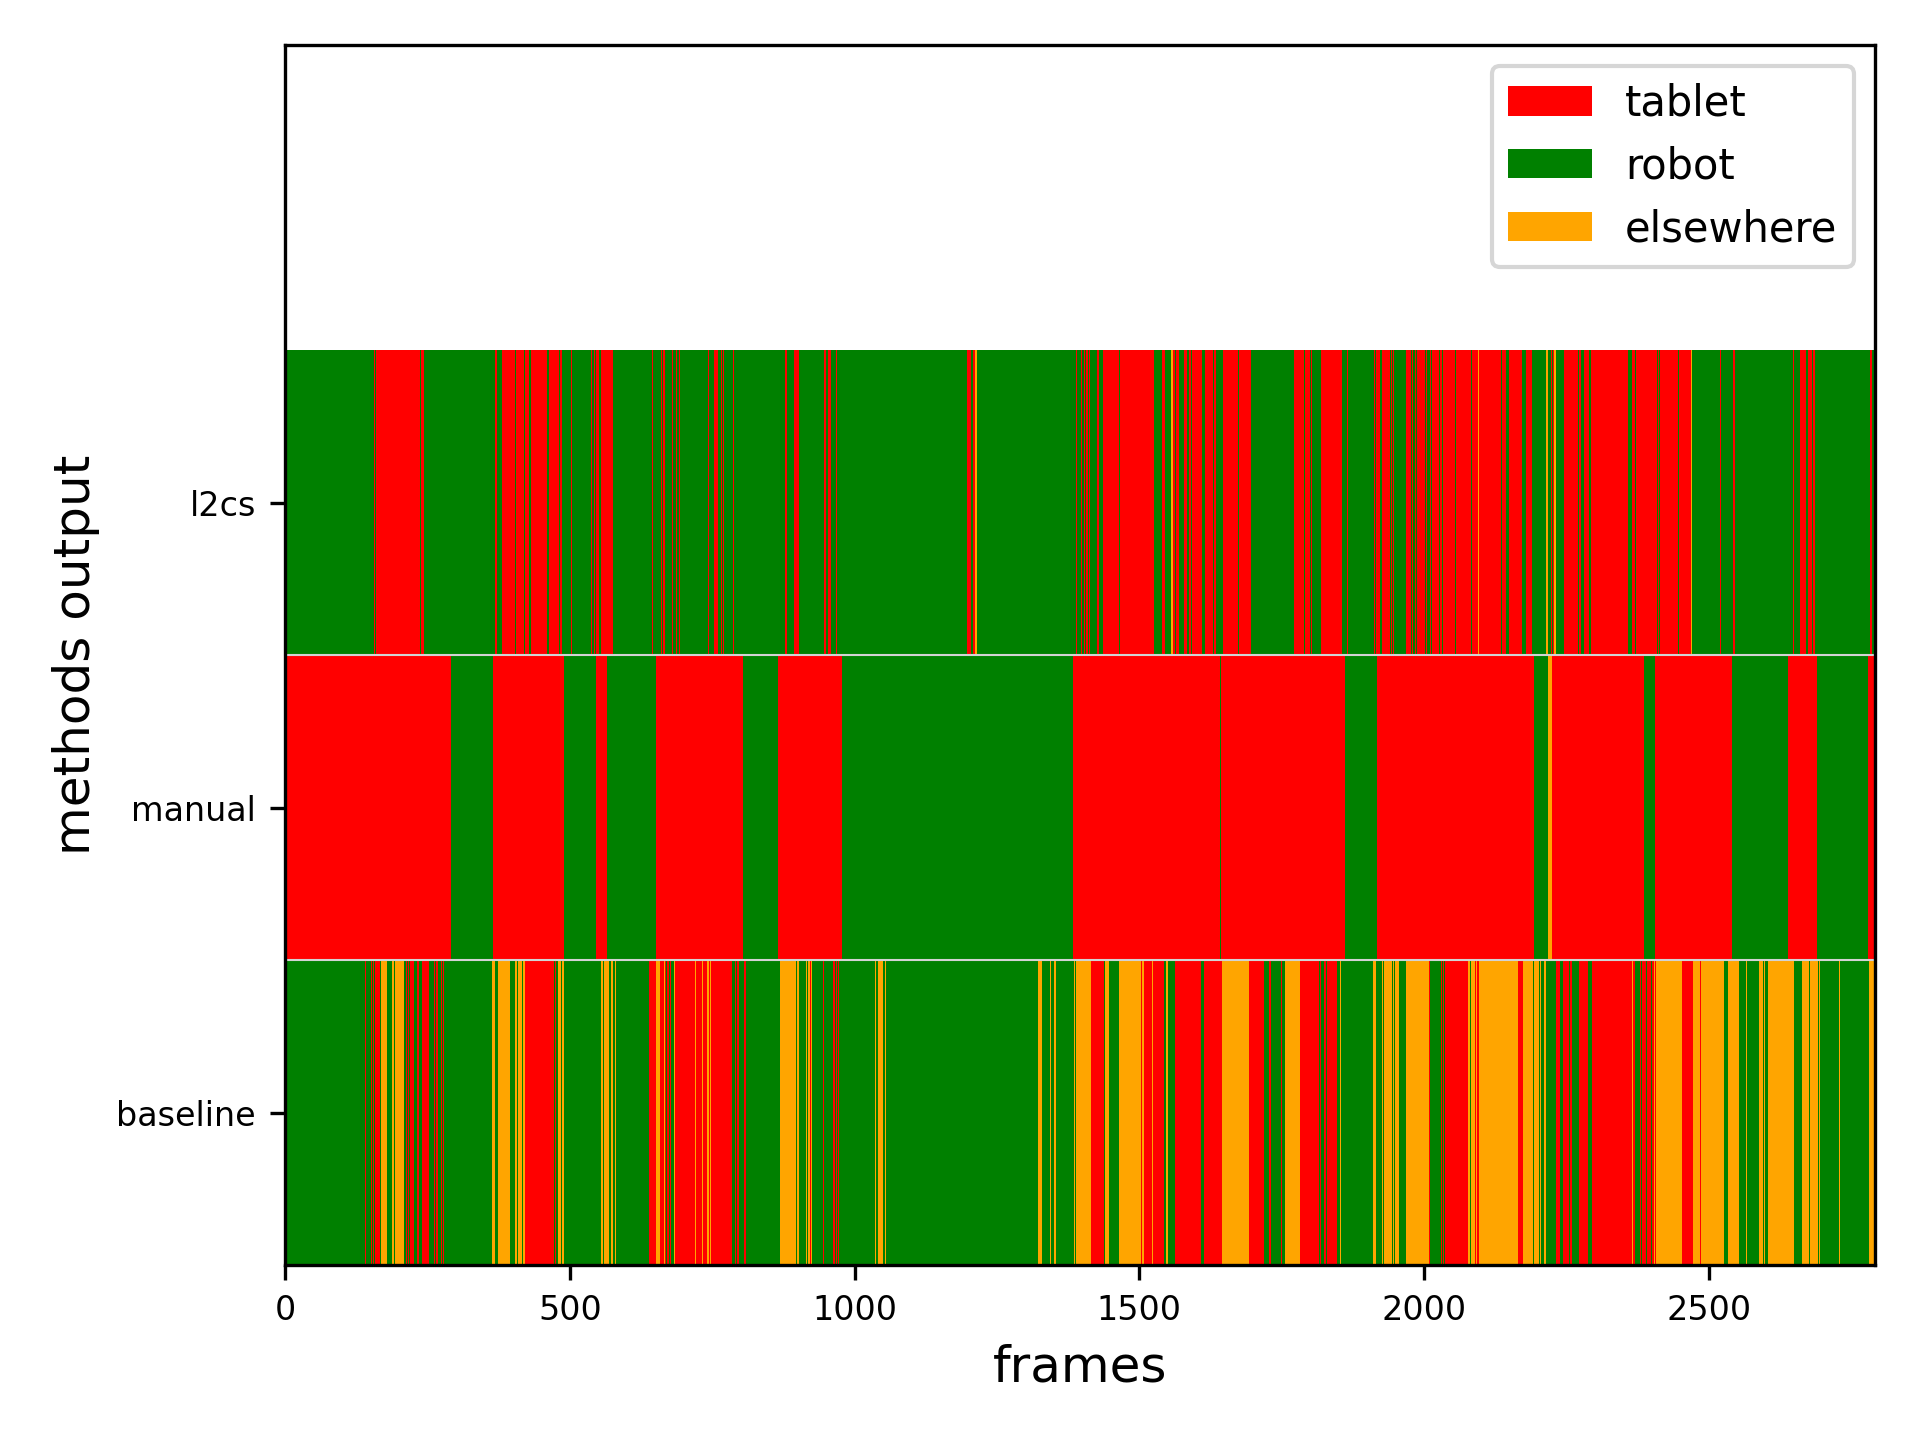 tablet
robot
elsewhere
methods output
l2cs
manual
baseline
0 500 1000 1500 2000 2500
frames